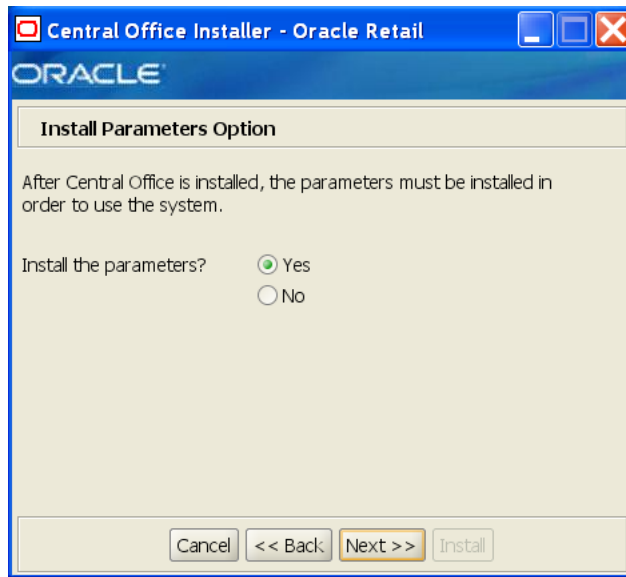 Central Office Installer - Oracle Retail
ORACLE
Install Parameters Option
After Central Office is installed, the parameters must be installed in
order to use the system.
Install the parameters?
Yes
No
Cancel
<< Back
Next >>
Install